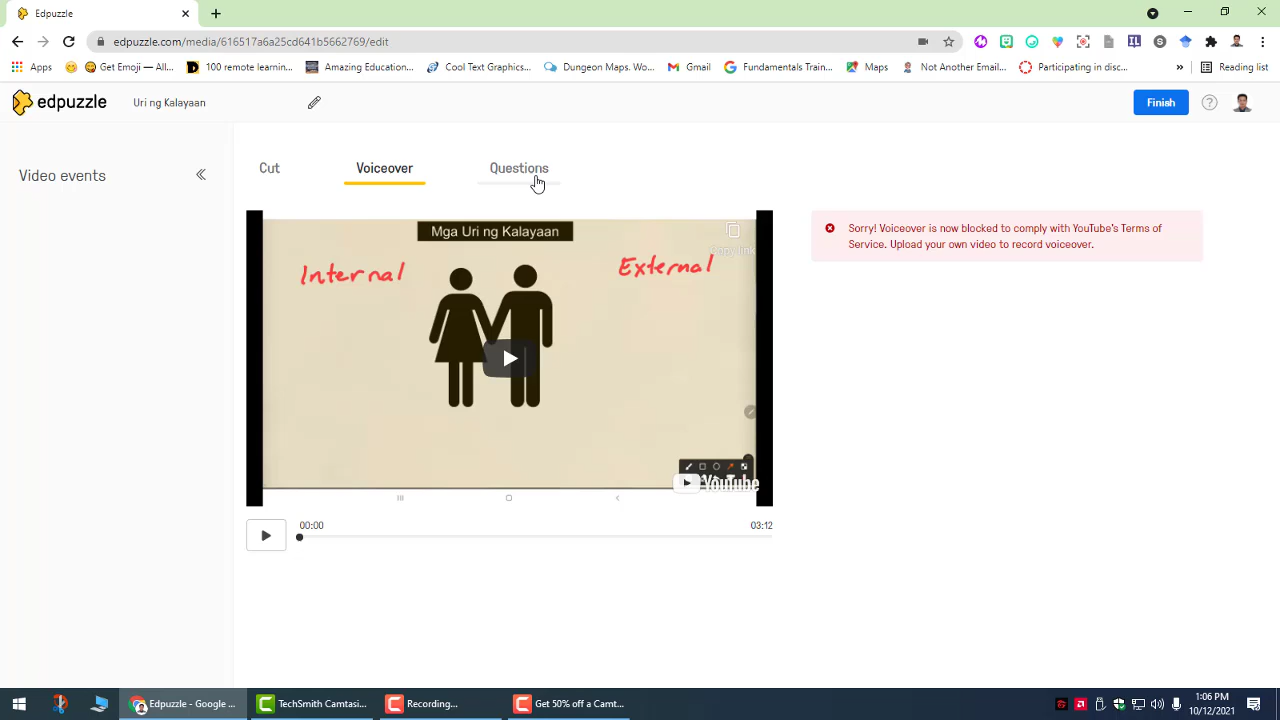 Edpuzzle
edpuzzle.com/media/616517a6a25cd641b5662769/edit
Apps
Get Emoji — All...
100 remote learnin...
Amazing Education...
Cool Text Graphics...
Dungeon Maps. Wo...
Gmail
Fundamentals Train...
Maps
Not Another Email...
Participating in disc...
»
Reading list
edpuzzle
Uri ng Kalayaan
Finish
?
Video events
Cut
Voiceover
Questions
Mga Uri ng Kalayaan
Copy link
Internal
External
YouTube
Sorry! Voiceover is now blocked to comply with YouTube's Terms of
Service. Upload your own video to record voiceover.
00:00
03:12
Edpuzzle - Google ...
TechSmith Camtasi...
Recording...
Get 50% off a Camt...
1:06 PM
10/12/2021